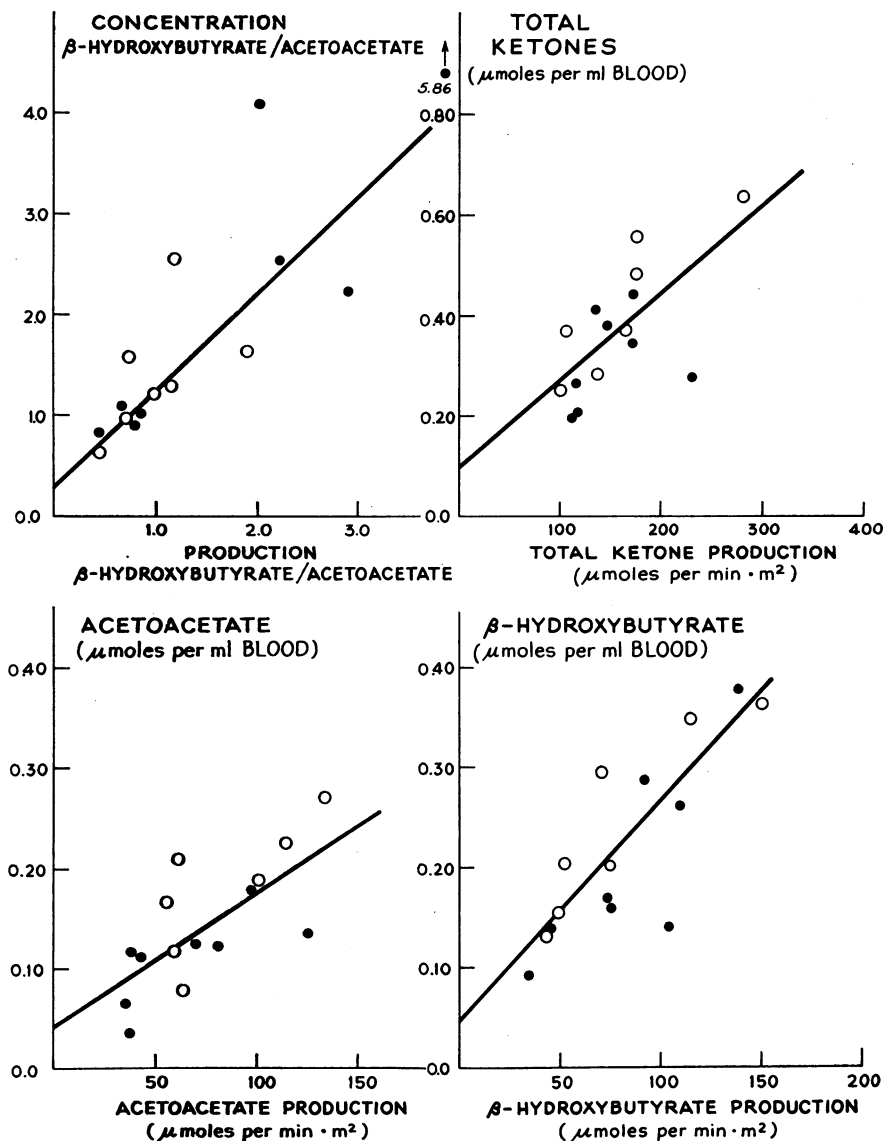 CONCENTRATION
β-HYDROXYBUTYRATE/ACETOACETATE
5.86
4.0
3.0
2.0
1.0
0.0
1.0 2.0 3.0
PRODUCTION
β-HYDROXYBUTYRATE/ACETOACETATE
TOTAL
KETONES
(μmoles per ml BLOOD)
0.80
0.60
0.40
0.20
0.0
100 200 300 400
TOTAL KETONE PRODUCTION
(μmoles per min · m²)
ACETOACETATE
(μmoles per ml BLOOD)
0.40
0.30
0.20
0.10
0.0
50 100 150
ACETOACETATE PRODUCTION
(μmoles per min · m²)
β-HYDROXYBUTYRATE
(μmoles per ml BLOOD)
0.40
0.30
0.20
0.10
0.0
50 100 150 200
β-HYDROXYBUTYRATE PRODUCTION
(μmoles per min · m²)